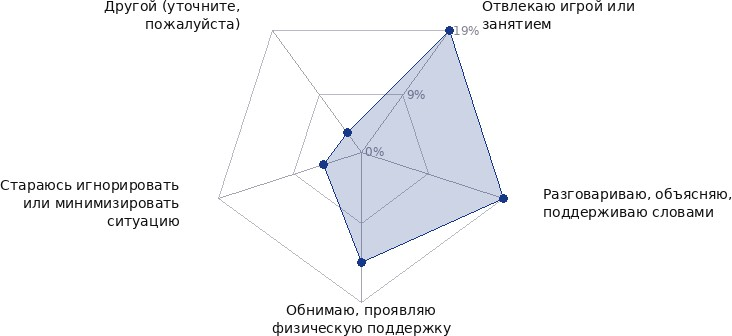 Другой (уточните,
пожалуйста)
Отвлекаю игрой или
занятием
19%
9%
0%
Стараюсь игнорировать
или минимизировать
ситуацию
Разговариваю, объясняю,
поддерживаю словами
Обнимаю, проявляю
физическую поддержку